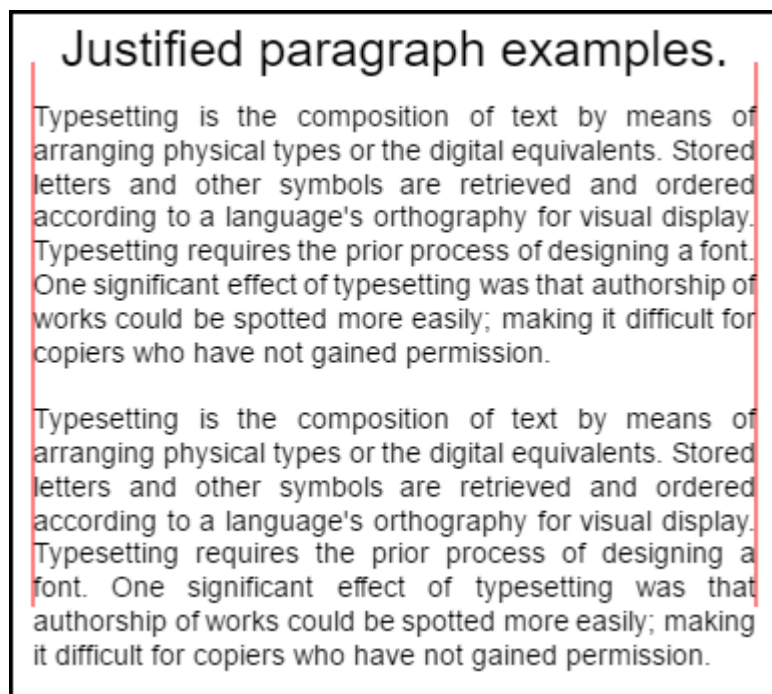 Justified paragraph examples.
Typesetting is the composition of text by means of
arranging physical types or the digital equivalents. Stored
letters and other symbols are retrieved and ordered
according to a language's orthography for visual display.
Typesetting requires the prior process of designing a font.
One significant effect of typesetting was that authorship of
works could be spotted more easily; making it difficult for
copiers who have not gained permission.
Typesetting is the composition of text by means of
arranging physical types or the digital equivalents. Stored
letters and other symbols are retrieved and ordered
according to a language's orthography for visual display.
Typesetting requires the prior process of designing a
font. One significant effect of typesetting was that
authorship of works could be spotted more easily; making
it difficult for copiers who have not gained permission.